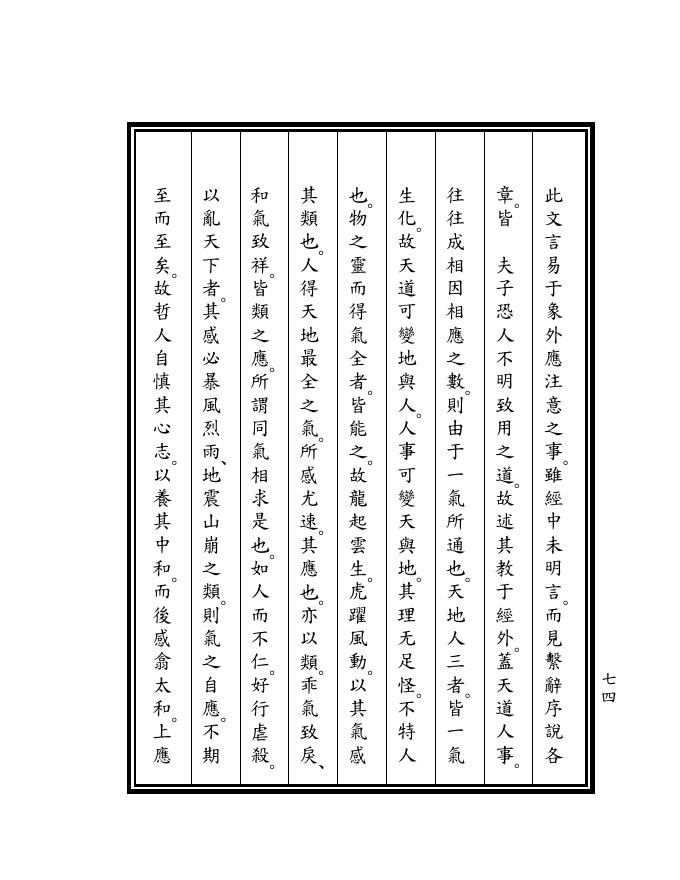 此文言易于象外應注意之事。雖經中未明言。而見繫辭序說各
章。皆　夫子恐人不明致用之道。故述其教于經外。蓋天道人事。
往往成相因相應之數。則由于一氣所通也。天地人三者。皆一氣
生化。故天道可變地與人。人事可變天與地。其理无足怪。不特人
也。物之靈而得氣全者。皆能之。故龍起雲生。虎躍風動。以其氣感
其類也。人得天地最全之氣。所感尤速。其應也。亦以類。乖氣致戾、
和氣致祥。皆類之應。所謂同氣相求是也。如人而不仁。好行虐殺。
以亂天下者。其感必暴風烈雨、地震山崩之類。則氣之自應。不期
至而至矣。故哲人自慎其心志。以養其中和。而後感翕太和。上應
七四